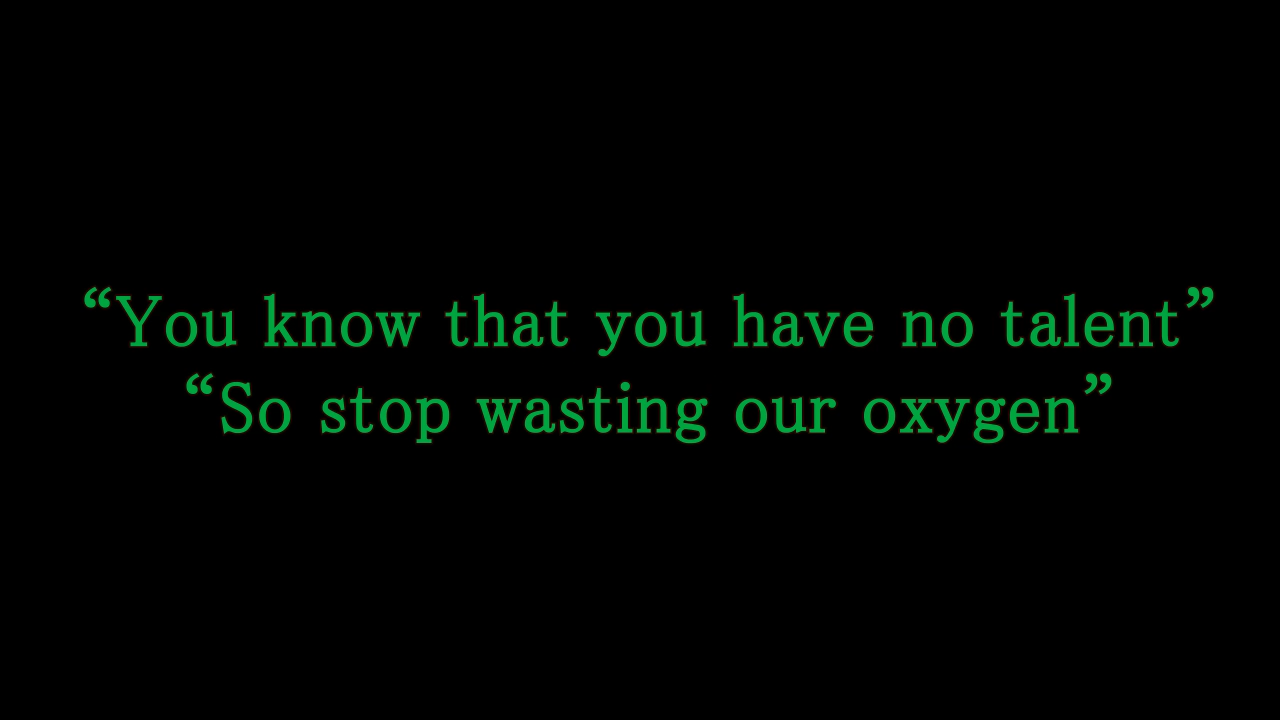 “You know that you have no talent”
“So stop wasting our oxygen”